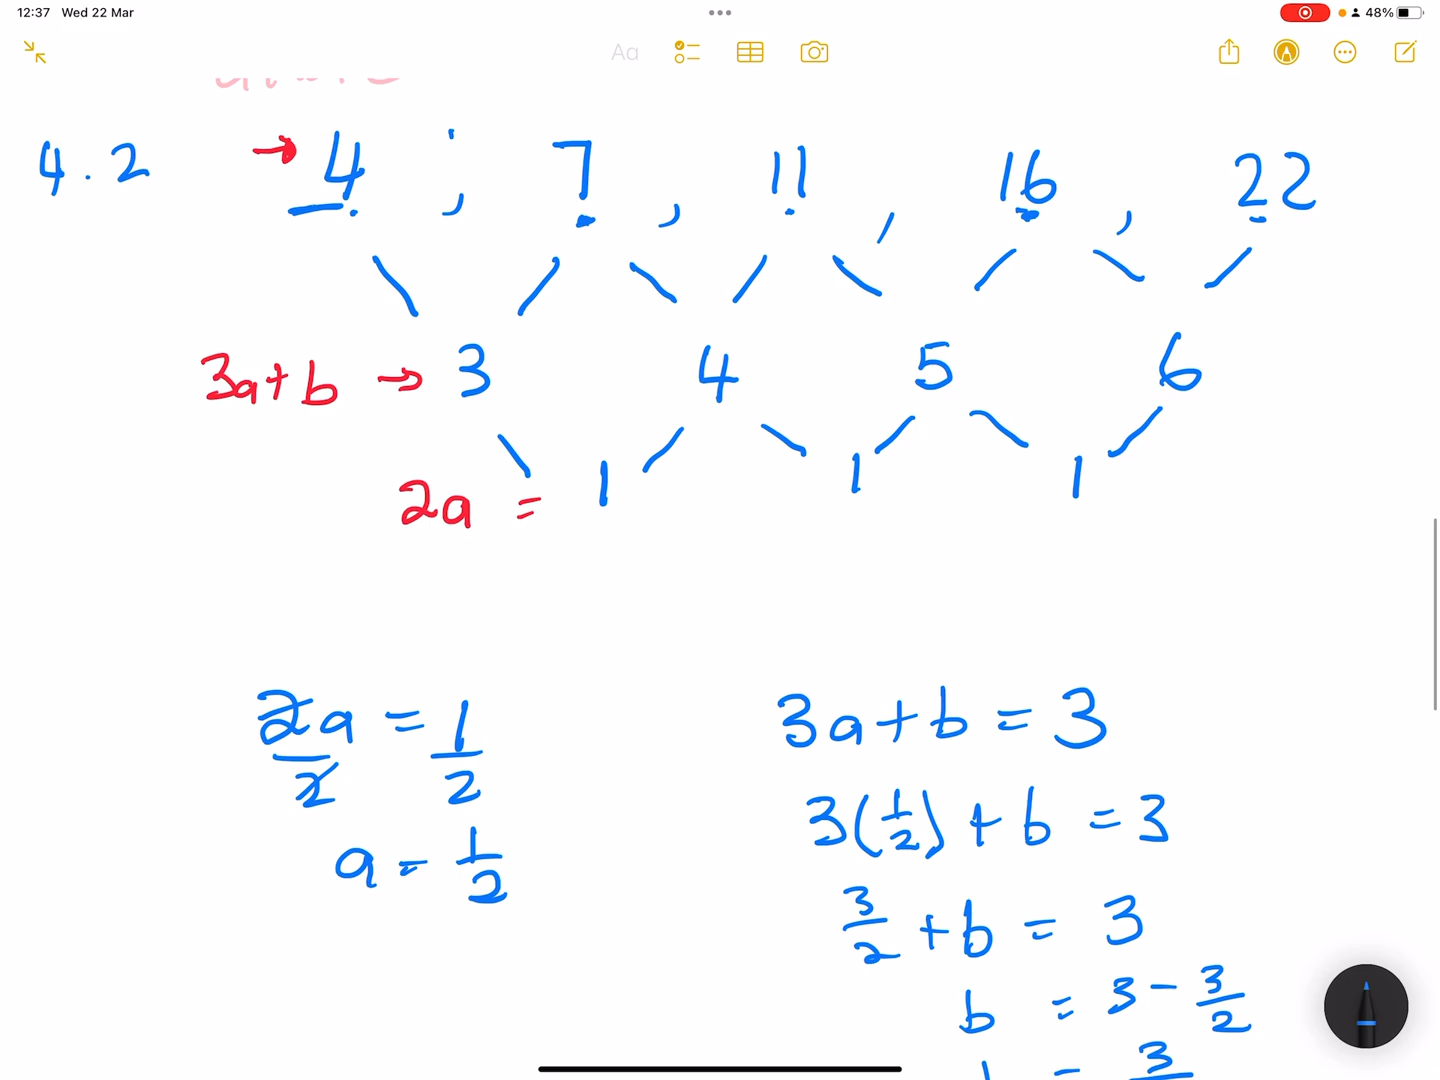 12:37 Wed 22 Mar
48%
Aa
4.2 → 4 ; 7 , 11 , 16 , 22
3a+b → 3 4 5 6
2a = 1 1 1
2a/2 = 1/2
a = 1/2
3a+b = 3
3(1/2) + b = 3
3/2 + b = 3
b = 3 - 3/2
= 3